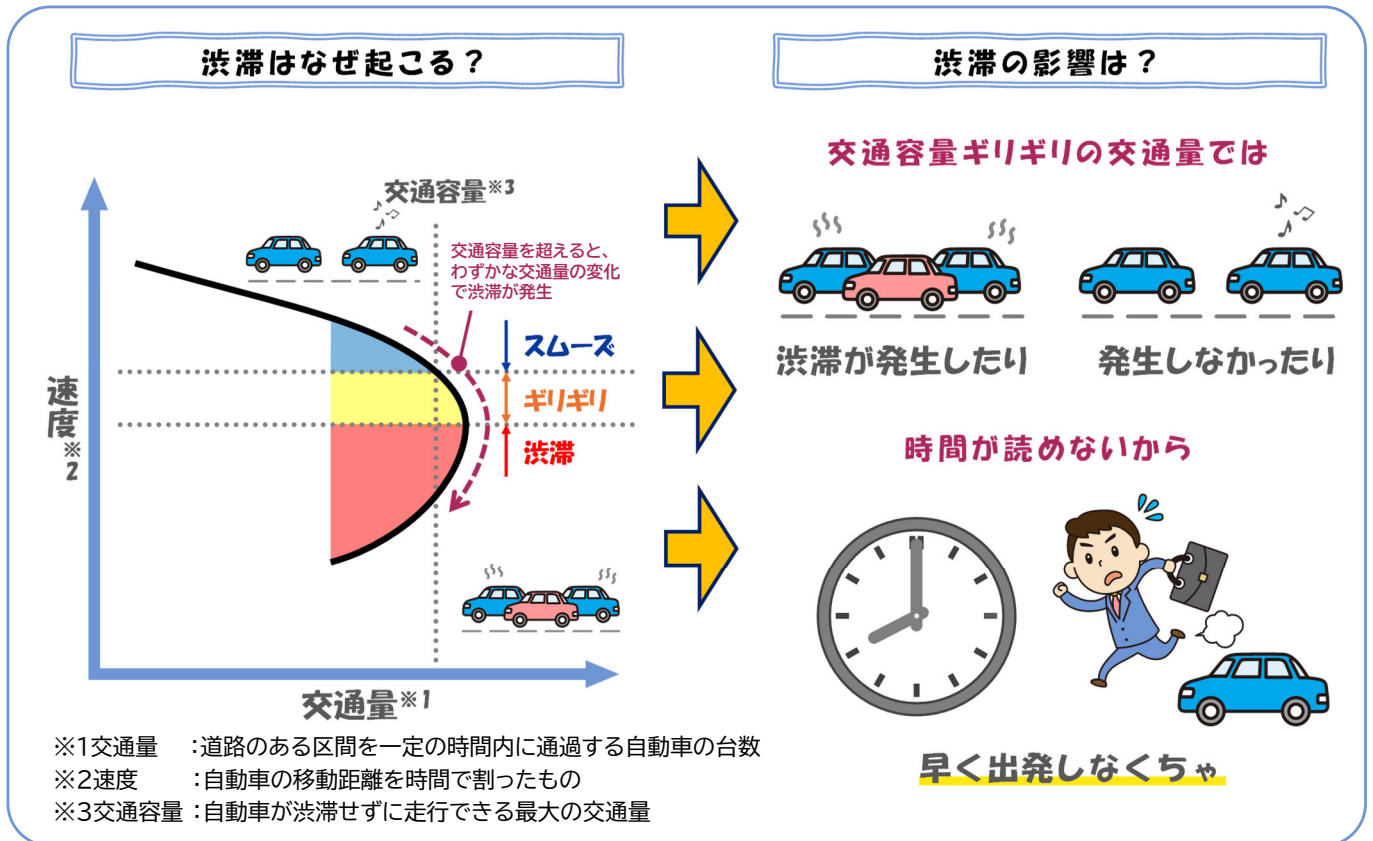 渋滞はなぜ起こる？
交通容量※3
交通容量を超えると、
わずかな交通量の変化
で渋滞が発生
スムーズ
ギリギリ
渋滞
速度※2
交通量※1
※1交通量　：道路のある区間を一定の時間内に通過する自動車の台数
※2速度　　：自動車の移動距離を時間で割ったもの
※3交通容量：自動車が渋滞せずに走行できる最大の交通量
渋滞の影響は？
交通容量ギリギリの交通量では
渋滞が発生したり
発生しなかったり
時間が読めないから
早く出発しなくちゃ